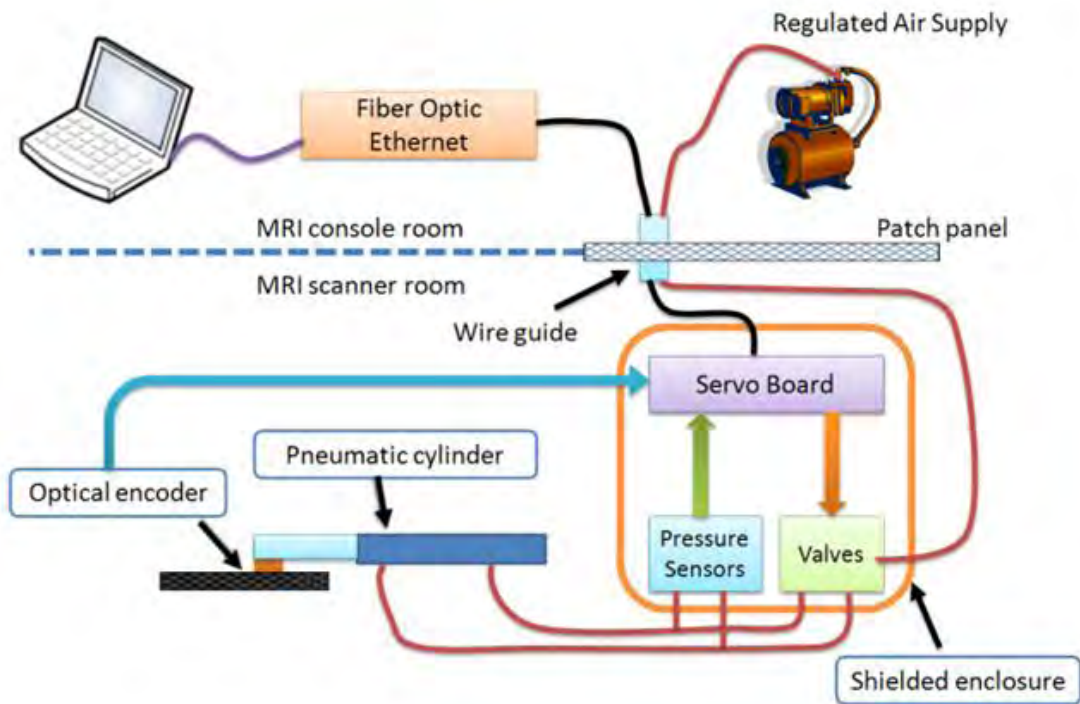 Regulated Air Supply
Fiber Optic
Ethernet
MRI console room
Patch panel
MRI scanner room
Wire guide
Servo Board
Pneumatic cylinder
Optical encoder
Pressure
Sensors
Valves
Shielded enclosure